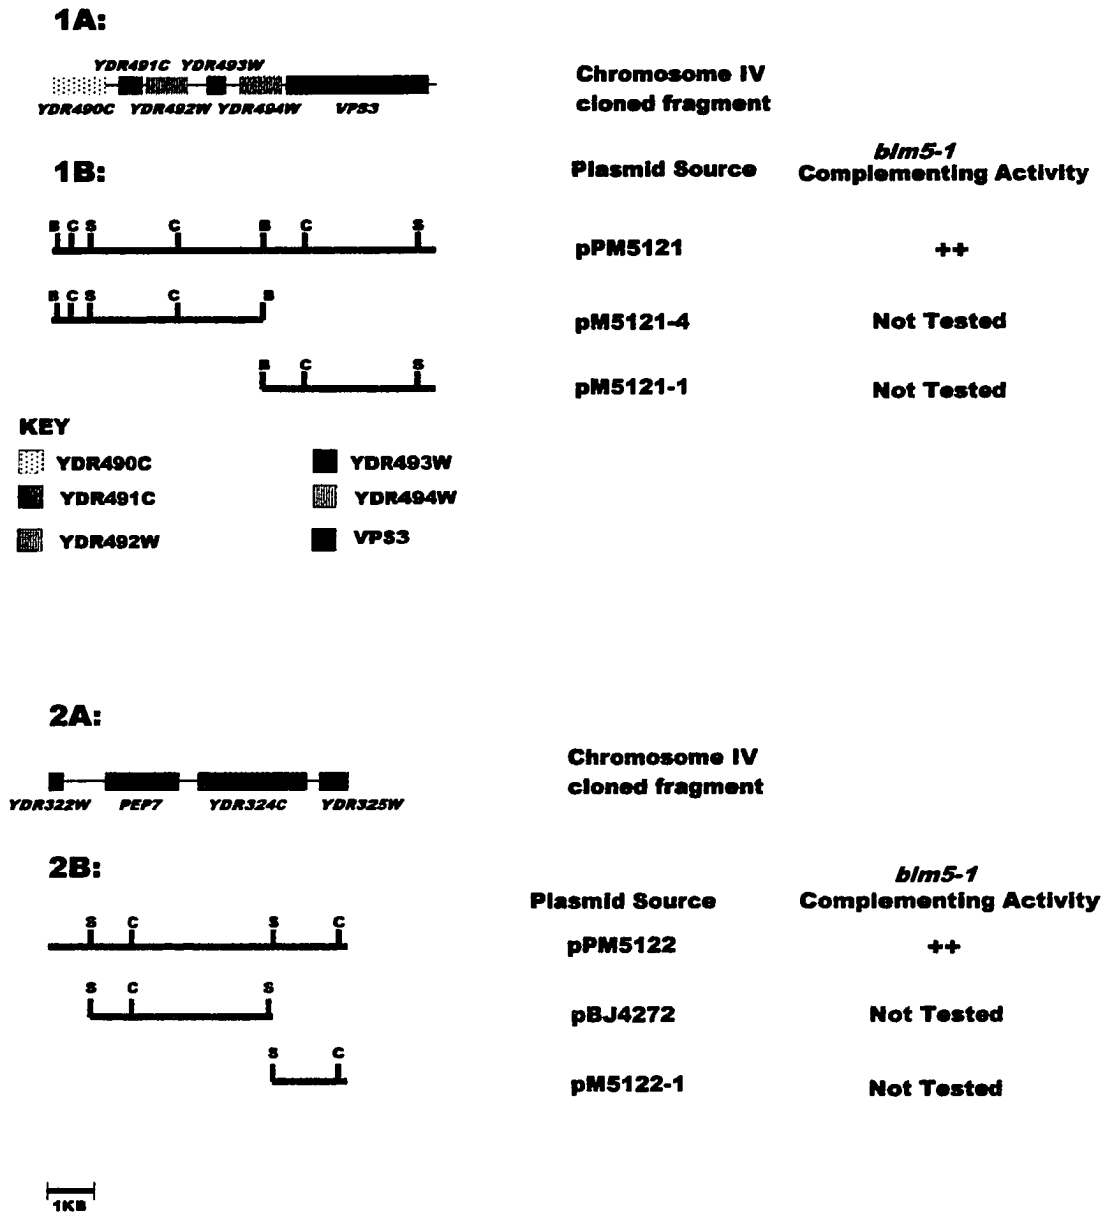 1A:
YDR491C YDR493W
YDR490C YDR492W YDR494W VPS3
Chromosome IV
cloned fragment
1B:
Plasmid Source
blm5-1
Complementing Activity
B C S C B C S
pPM5121 ++
B C S C B
pM5121-4 Not Tested
B C S
pM5121-1 Not Tested
KEY
YDR490C YDR493W
YDR491C YDR494W
YDR492W VPS3
2A:
Chromosome IV
cloned fragment
YDR322W PEP7 YDR324C YDR325W
2B:
blm5-1
Plasmid Source Complementing Activity
S C S C
pPM5122 ++
S C S
pBJ4272 Not Tested
S C
pM5122-1 Not Tested
1KB